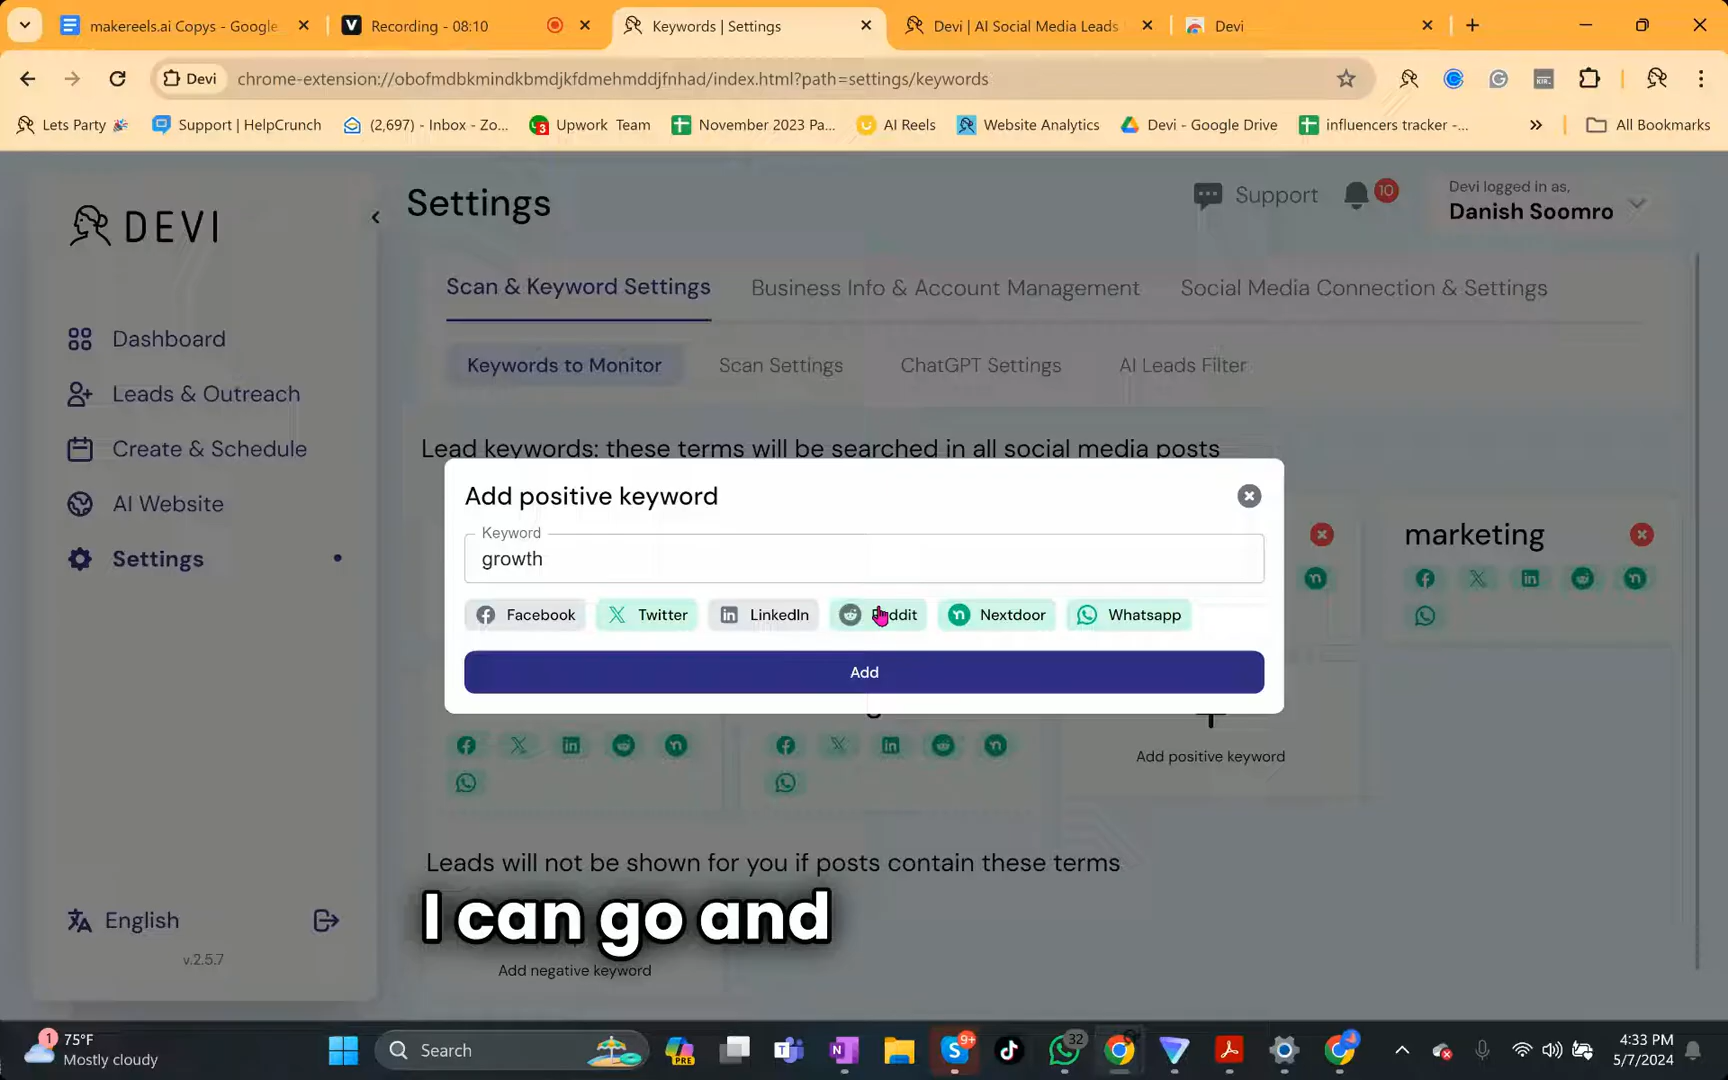 makereels.ai Copys - Google
Recording - 08:10
Keywords | Settings
Devi | AI Social Media Leads
Devi
Devi
chrome-extension://obofmdbkmindkbmdjkfdmehmddjfnhad/index.html?path=settings/keywords
Lets Party
Support | HelpCrunch
(2,697) - Inbox - Zo...
3
Upwork Team
November 2023 Pa...
AI Reels
Website Analytics
Devi - Google Drive
influencers tracker -...
All Bookmarks
DEVI
Settings
Support
10
Devi logged in as,
Danish Soomro
Scan & Keyword Settings
Business Info & Account Management
Social Media Connection & Settings
Keywords to Monitor
Scan Settings
ChatGPT Settings
AI Leads Filter
Dashboard
Leads & Outreach
Create & Schedule
AI Website
Settings
Lead keywords: these terms will be searched in all social media posts
Add positive keyword
Keyword
growth
Facebook
Twitter
LinkedIn
Nextdoor
Whatsapp
Add
marketing
Add positive keyword
Leads will not be shown for you if posts contain these terms
I can go and
Add negative keyword
English
v.2.5.7
1
75°F
Mostly cloudy
Search
PRE
9+
32
3
4:33 PM
5/7/2024